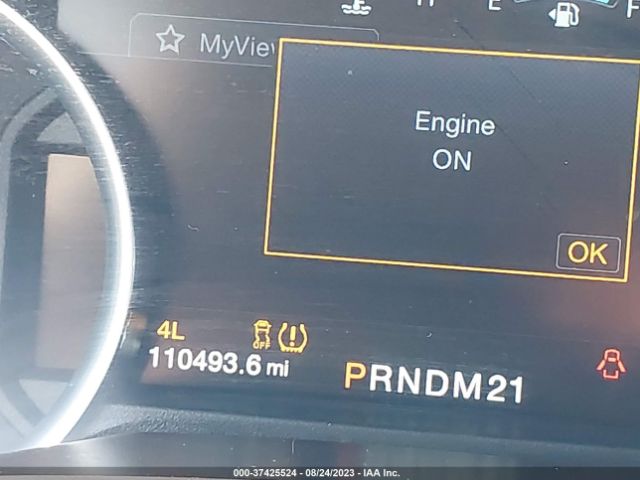 H E F
MyView
Engine
ON
OK
4L OFF
110493.6 mi
PRNDM21
000-37425524 - 08/24/2023 - IAA Inc.